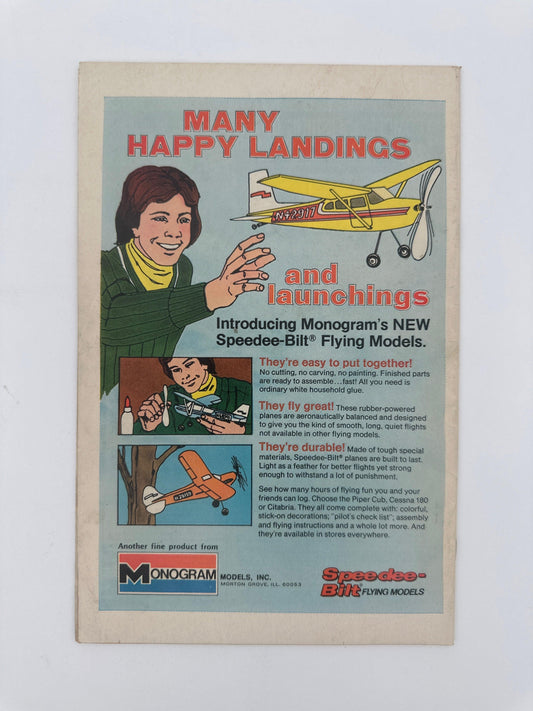 MANY
HAPPY LANDINGS
N42917
and
launchings
Introducing Monogram's NEW
Speedee-Bilt® Flying Models.
They're easy to put together!
No cutting, no carving, no painting. Finished parts
are ready to assemble...fast! All you need is
ordinary white household glue.
They fly great! These rubber-powered
planes are aeronautically balanced and designed
to give you the kind of smooth, long, quiet flights
not available in other flying models.
They're durable! Made of tough special
materials, Speedee-Bilt® planes are built to last.
Light as a feather for better flights yet strong
enough to withstand a lot of punishment.
See how many hours of flying fun you and your
friends can log. Choose the Piper Cub, Cessna 180
or Citabria. They all come complete with: colorful,
stick-on decorations; "pilot's check list"; assembly
and flying instructions and a whole lot more. And
they're available in stores everywhere.
Another fine product from
MONOGRAM MODELS, INC.
MORTON GROVE, ILL. 60053
Speedee-
Bilt® FLYING MODELS